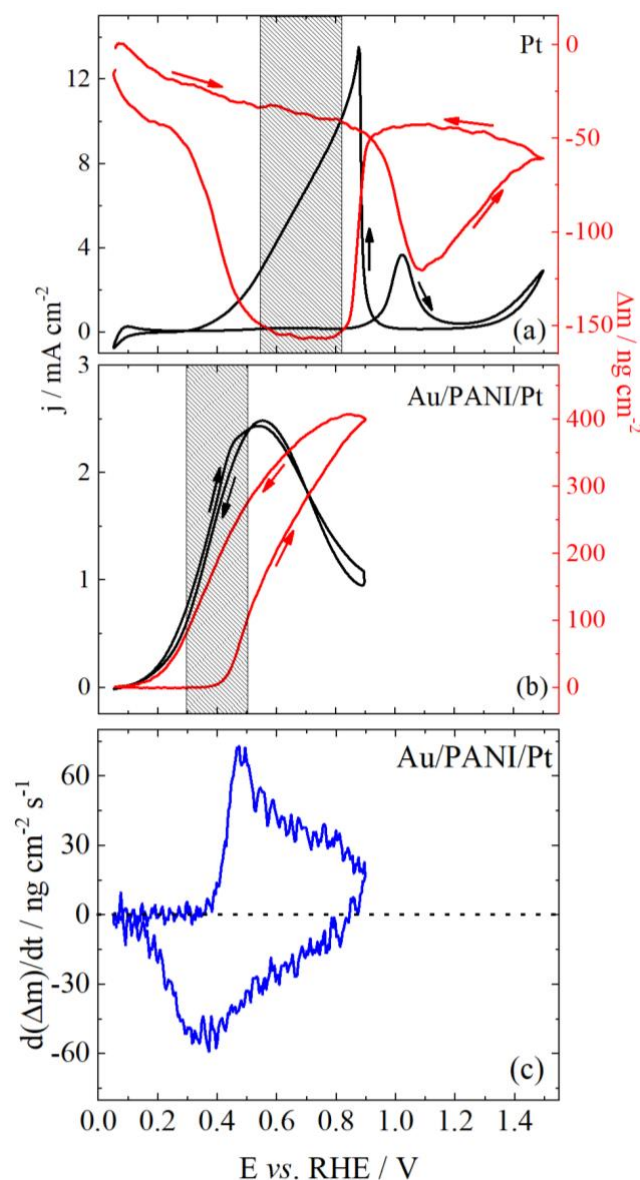 Pt
12
8
4
0
0
-50
-100
-150
j / mA cm⁻²
Δm / ng cm⁻²
(a)
Au/PANI/Pt
3
2
1
0
400
300
200
100
0
(b)
Au/PANI/Pt
60
30
0
-30
-60
d(Δm)/dt / ng cm⁻² s⁻¹
(c)
0.0 0.2 0.4 0.6 0.8 1.0 1.2 1.4
E vs. RHE / V